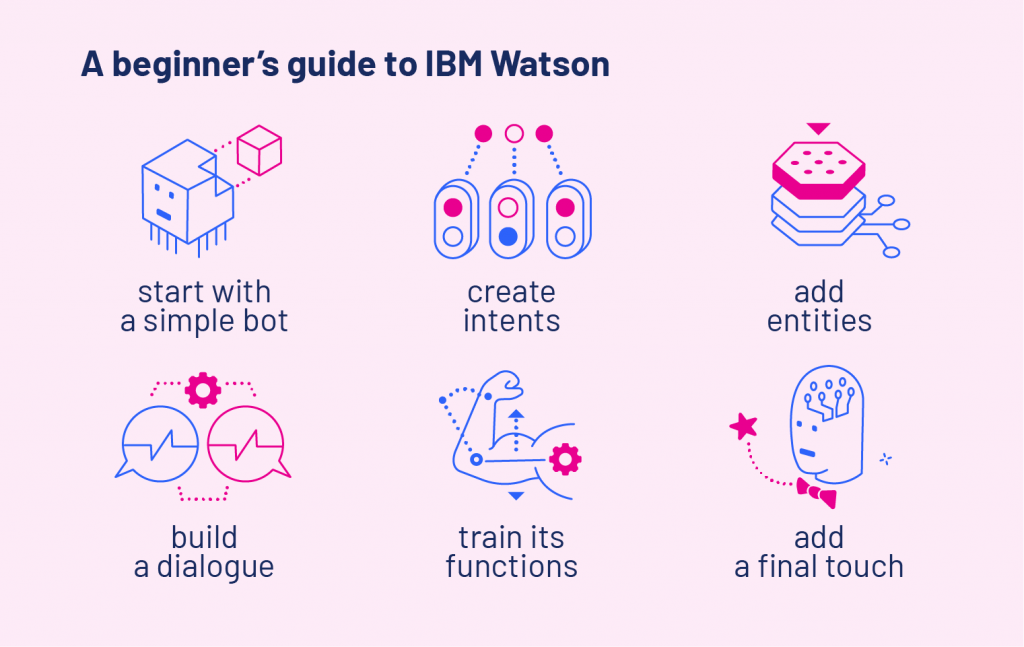 A beginner’s guide to IBM Watson
start with
a simple bot
create
intents
add
entities
build
a dialogue
train its
functions
add
a final touch